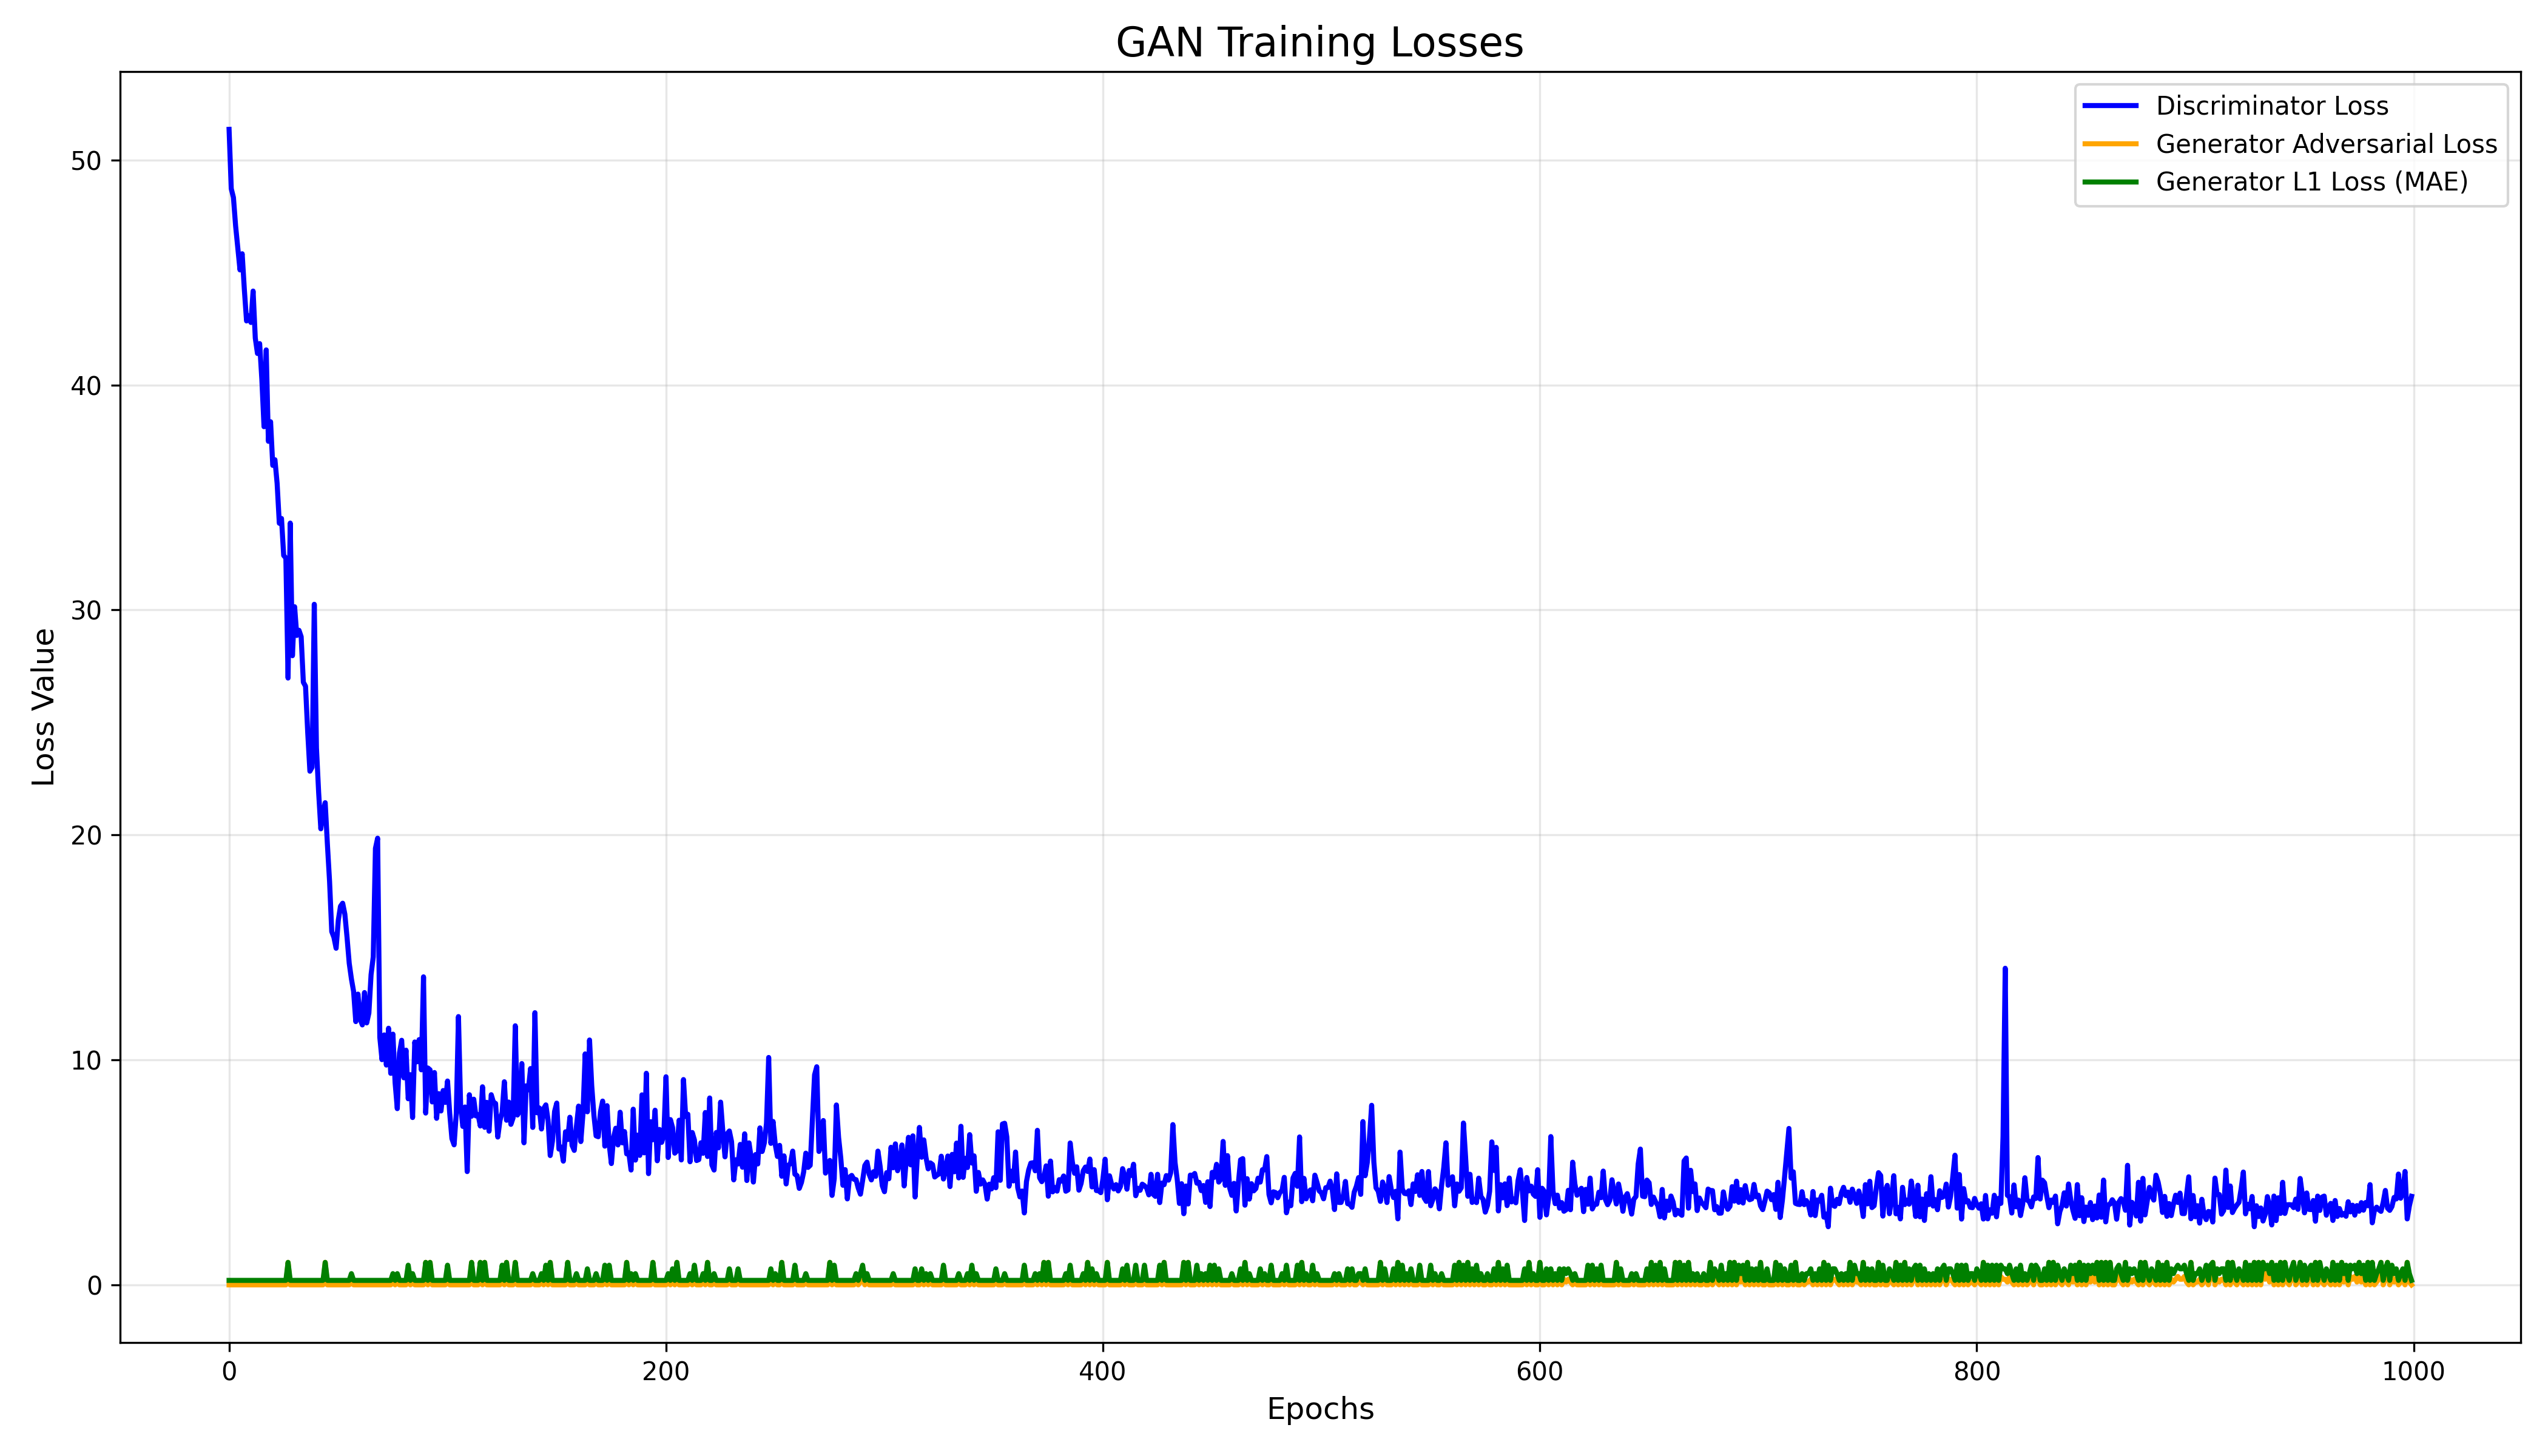 GAN Training Losses
Discriminator Loss
Generator Adversarial Loss
Generator L1 Loss (MAE)
Loss Value
50
40
30
20
10
0
0
200
400
600
800
1000
Epochs